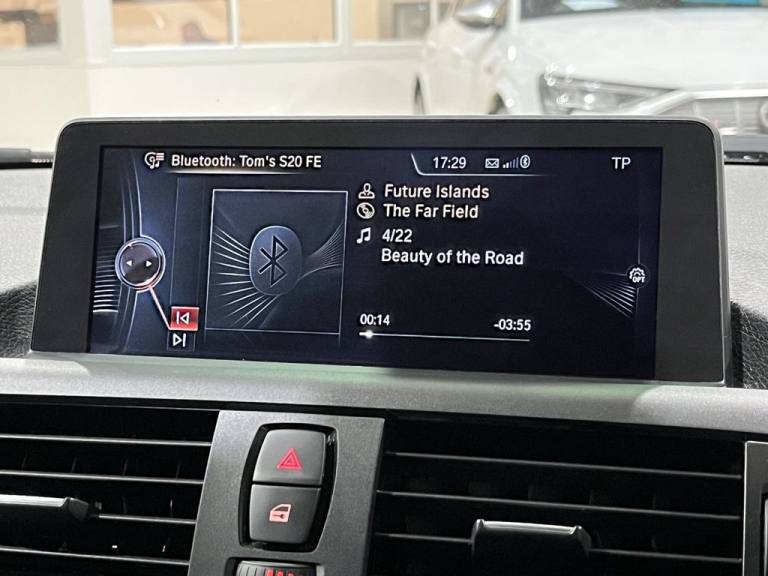 Bluetooth: Tom's S20 FE
17:29
TP
Future Islands
The Far Field
4/22
Beauty of the Road
OPT
00:14
-03:55